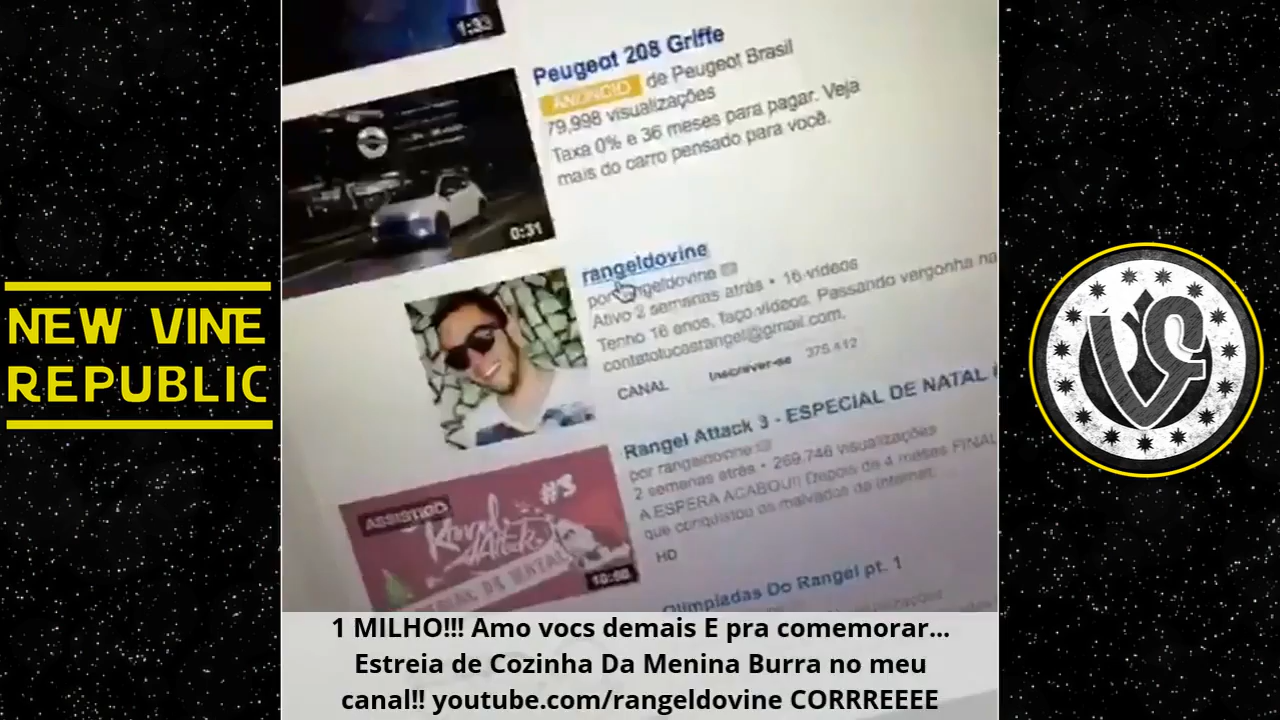 1:33
Peugeot 208 Griffe
ANÚNCIO de Peugeot Brasil
79,998 visualizações
Taxa 0% e 36 meses para pagar. Veja
mais do carro pensado para você.
0:31
rangeldovine
por rangeldovine
Ativo 2 semanas atrás • 16 vídeos
Tenho 16 anos, faço vídeos. Passando vergonha na
contatolucasrangel@gmail.com.
CANAL Inscrever-se 375.412
Rangel Attack 3 - ESPECIAL DE NATAL
por rangeldovine
2 semanas atrás • 269.746 visualizações
A ESPERA ACABOU!! Depois de 4 meses FINAL
que conquistou os malvados da internet.
HD
ASSISTIDO
#3
10:08
Olimpíadas Do Rangel pt. 1
NEW VINE
REPUBLIC
1 MILHO!!! Amo vocs demais E pra comemorar...
Estreia de Cozinha Da Menina Burra no meu
canal!! youtube.com/rangeldovine CORRREEEE